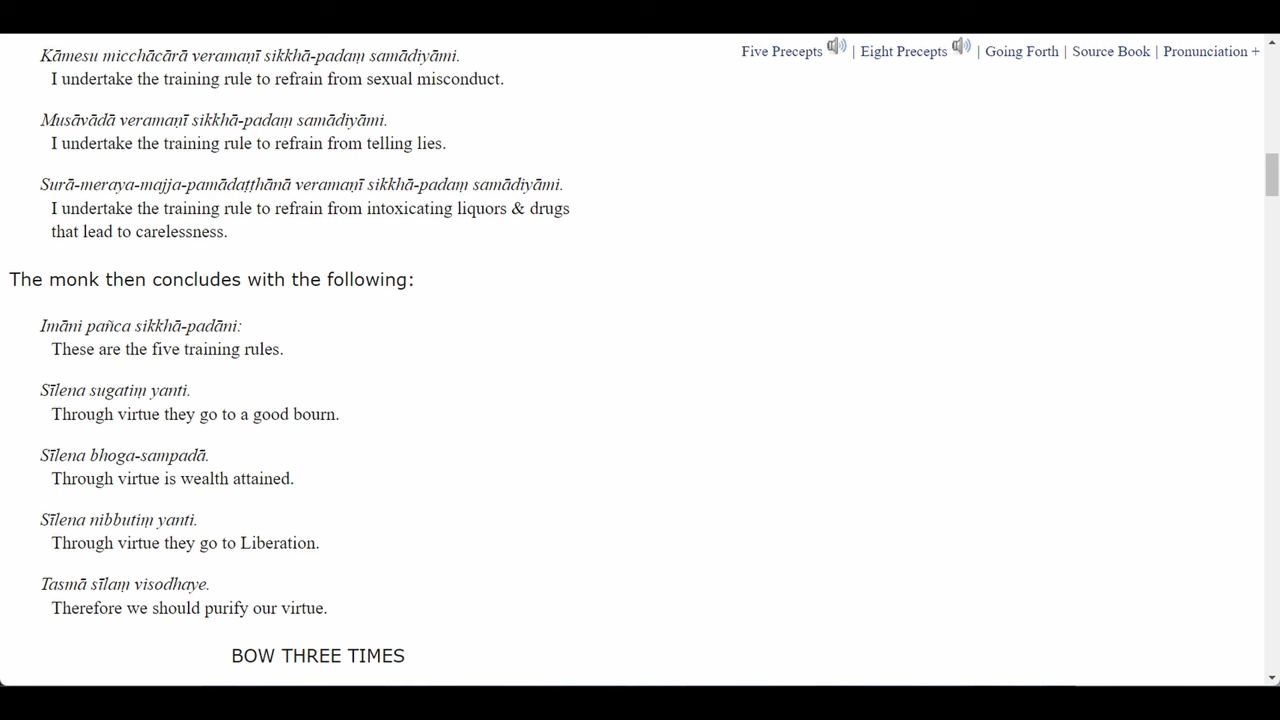 Five Precepts | Eight Precepts | Going Forth | Source Book | Pronunciation +
Kāmesu micchācārā veramaṇī sikkhā-padaṃ samādiyāmi.
I undertake the training rule to refrain from sexual misconduct.
Musāvādā veramaṇī sikkhā-padaṃ samādiyāmi.
I undertake the training rule to refrain from telling lies.
Surā-meraya-majja-pamādaṭṭhānā veramaṇī sikkhā-padaṃ samādiyāmi.
I undertake the training rule to refrain from intoxicating liquors & drugs
that lead to carelessness.
The monk then concludes with the following:
Imāni pañca sikkhā-padāni:
These are the five training rules.
Sīlena sugatiṃ yanti.
Through virtue they go to a good bourn.
Sīlena bhoga-sampadā.
Through virtue is wealth attained.
Sīlena nibbutiṃ yanti.
Through virtue they go to Liberation.
Tasmā sīlaṃ visodhaye.
Therefore we should purify our virtue.
BOW THREE TIMES